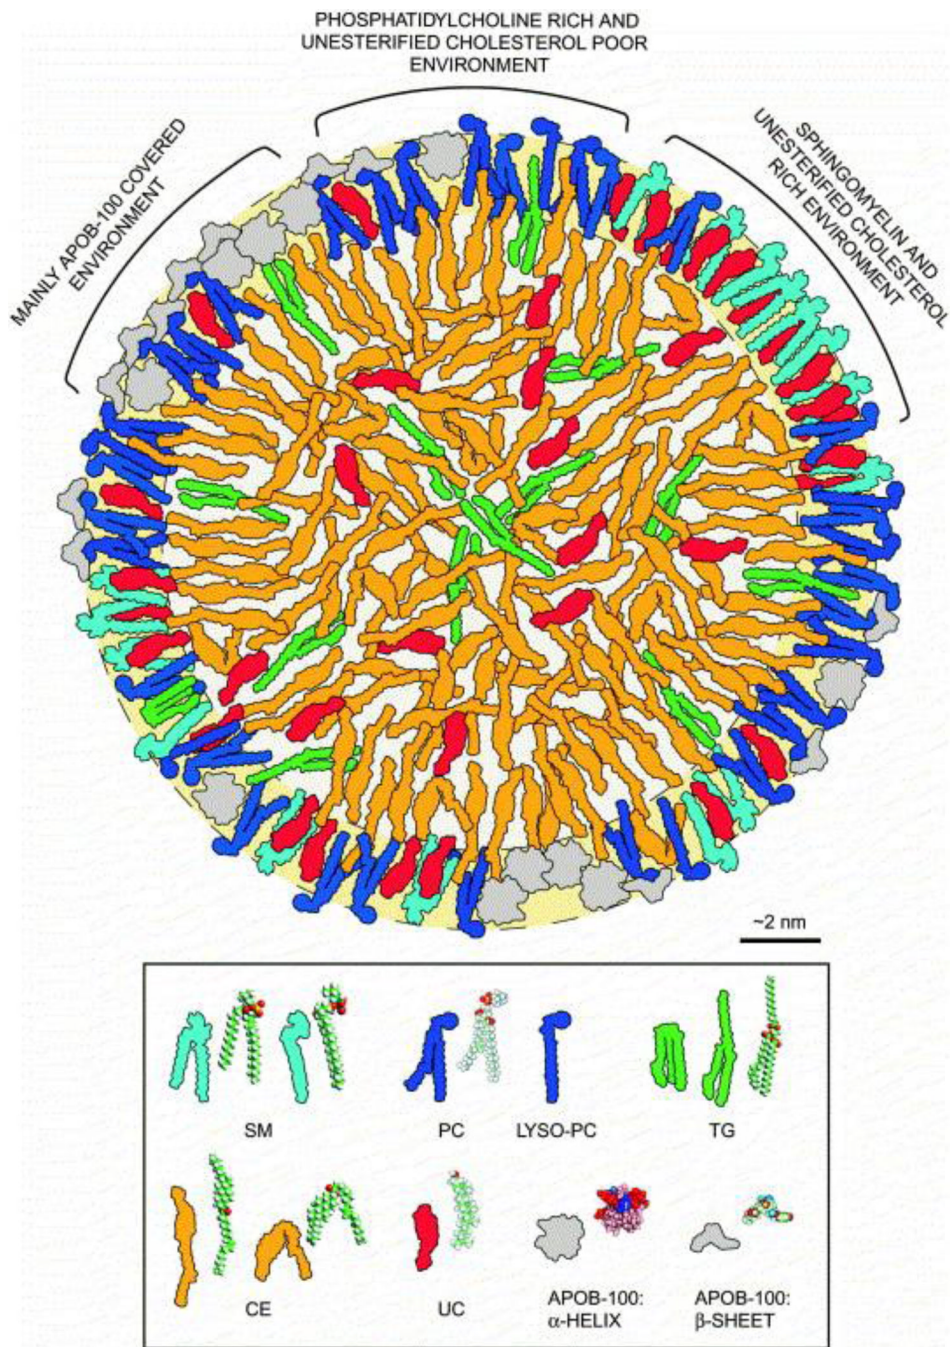 PHOSPHATIDYLCHOLINE RICH AND
UNESTERIFIED CHOLESTEROL POOR
ENVIRONMENT
MAINLY APOB-100 COVERED
ENVIRONMENT
SPHINGOMYELIN AND
UNESTERIFIED CHOLESTEROL
RICH ENVIRONMENT
~2 nm
SM
PC
LYSO-PC
TG
CE
UC
APOB-100:
α-HELIX
APOB-100:
β-SHEET